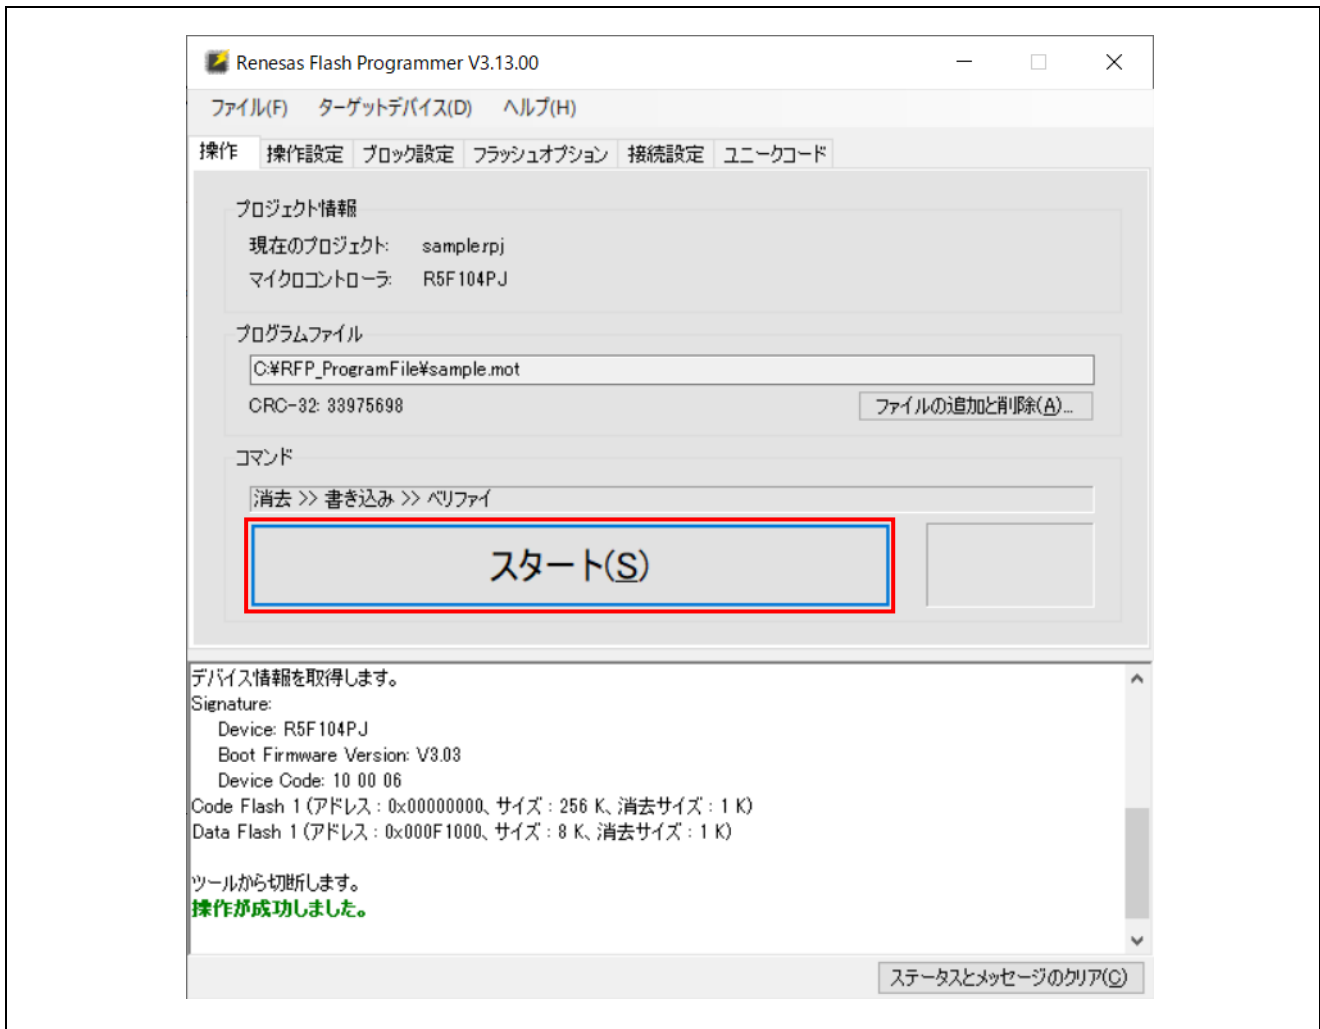 Renesas Flash Programmer V3.13.00
ファイル(F) ターゲットデバイス(D) ヘルプ(H)
操作 操作設定 ブロック設定 フラッシュオプション 接続設定 ユニークコード
プロジェクト情報
現在のプロジェクト: sample.rpj
マイクロコントローラ: R5F104PJ
プログラムファイル
C:¥RFP_ProgramFile¥sample.mot
CRC-32: 33975698 ファイルの追加と削除(A)...
コマンド
消去 >> 書き込み >> ベリファイ
スタート(S)
デバイス情報を取得します。
Signature:
Device: R5F104PJ
Boot Firmware Version: V3.03
Device Code: 10 00 06
Code Flash 1 (アドレス : 0x00000000、サイズ : 256 K、消去サイズ : 1 K)
Data Flash 1 (アドレス : 0x000F1000、サイズ : 8 K、消去サイズ : 1 K)
ツールから切断します。
操作が成功しました。
ステータスとメッセージのクリア(C)